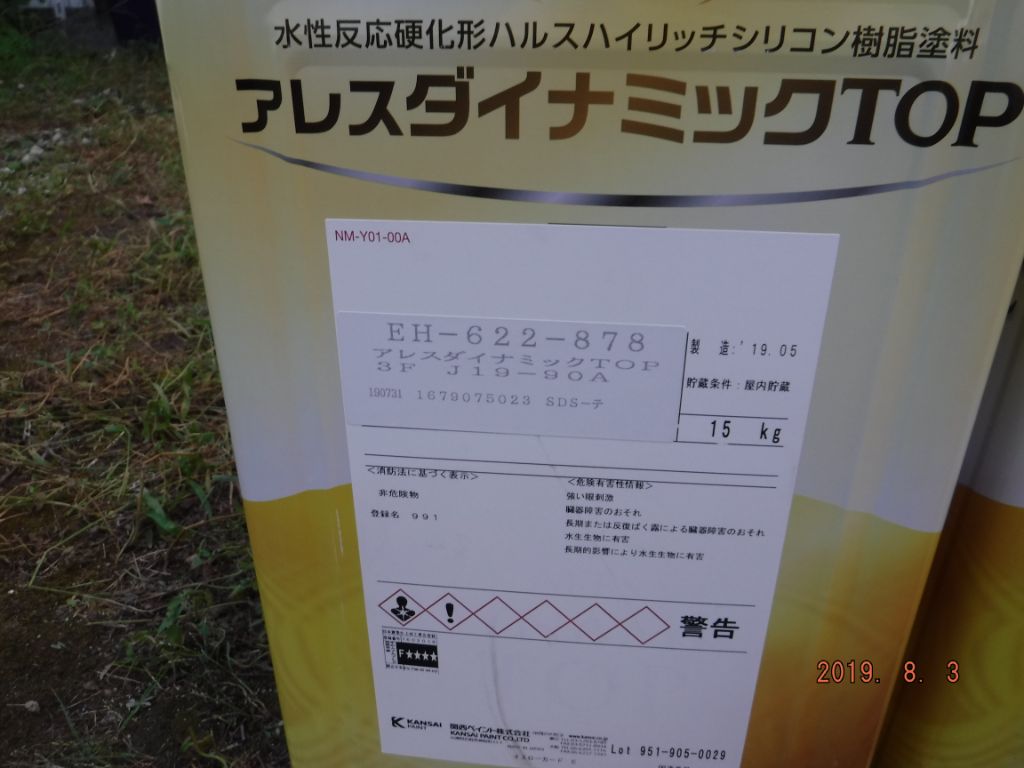 水性反応硬化形ハルスハイリッチシリコン樹脂塗料
アレスダイナミックTOP
NM-Y01-00A
EH-622-878
アレスダイナミックTOP
3F J19-90A
190731 1679075023 SDS-テ
製 造:'19.05
貯蔵条件:屋内貯蔵
15 kg
<消防法に基づく表示>
非危険物
登録名 991
<危険有害性情報>
強い眼刺激
臓器障害のおそれ
長期または反復ばく露による臓器障害のおそれ
水生生物に有害
長期的影響により水生生物に有害
警告
F★★★★
KANSAI PAINT
関西ペイント株式会社
KANSAI PAINT CO.,LTD.
Lot 951-905-0029
2019. 8. 3